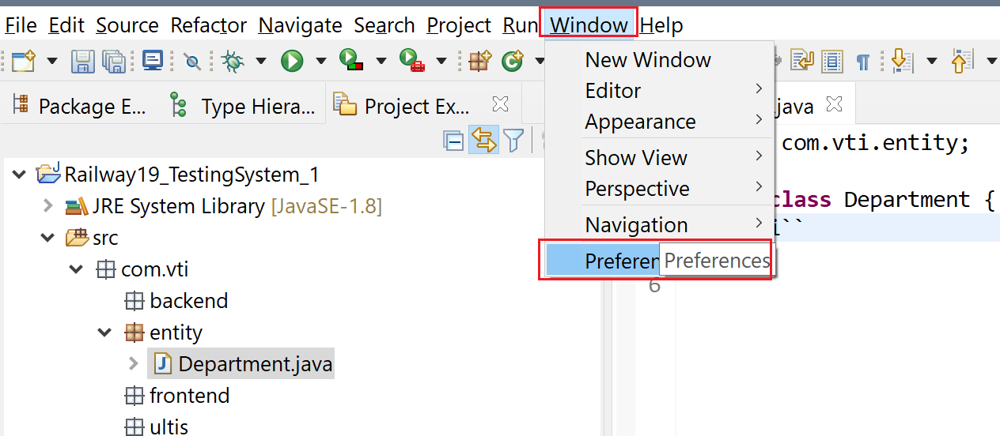 File Edit Source Refactor Navigate Search Project Run Window Help
New Window
Editor
Appearance
Show View
Perspective
Navigation
Preferen
Preferences
Package E...
Type Hiera...
Project Ex...
.java
Railway19_TestingSystem_1
JRE System Library [JavaSE-1.8]
src
com.vti
backend
entity
Department.java
frontend
ultis
com.vti.entity;
class Department {
i``
6